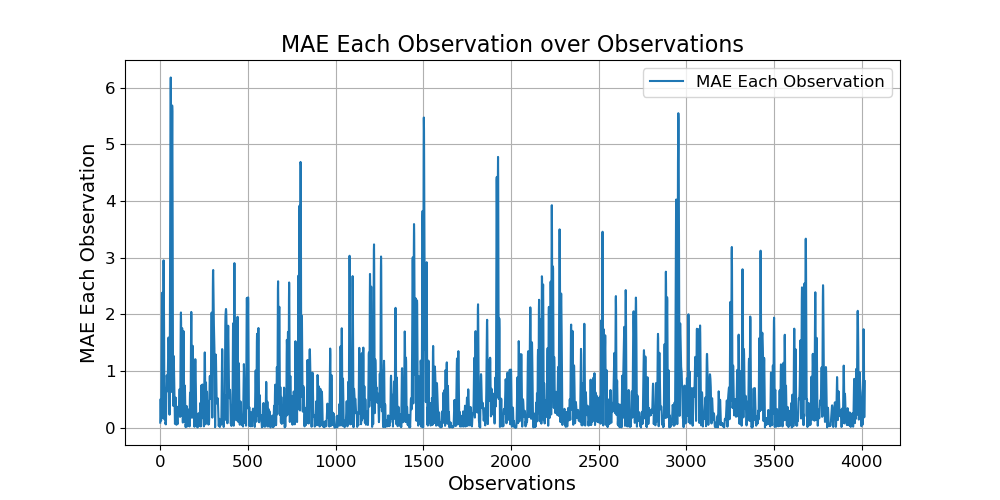 MAE Each Observation over Observations
MAE Each Observation
6
5
4
3
2
1
0
MAE Each Observation
0 500 1000 1500 2000 2500 3000 3500 4000
Observations